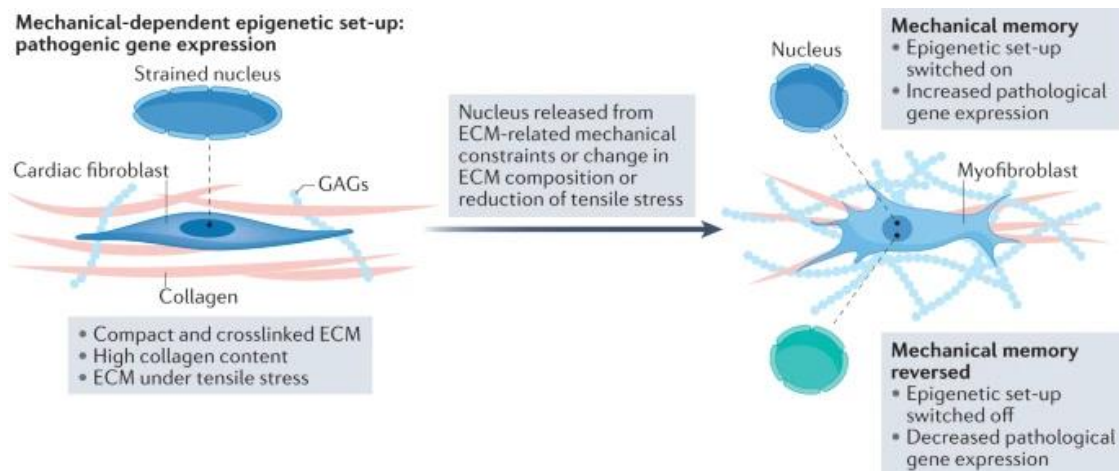 Mechanical-dependent epigenetic set-up:
pathogenic gene expression
Strained nucleus
Cardiac fibroblast
GAGs
Collagen
• Compact and crosslinked ECM
• High collagen content
• ECM under tensile stress
Nucleus released from
ECM-related mechanical
constraints or change in
ECM composition or
reduction of tensile stress
Nucleus
Mechanical memory
• Epigenetic set-up
switched on
• Increased pathological
gene expression
Myofibroblast
Mechanical memory
reversed
• Epigenetic set-up
switched off
• Decreased pathological
gene expression